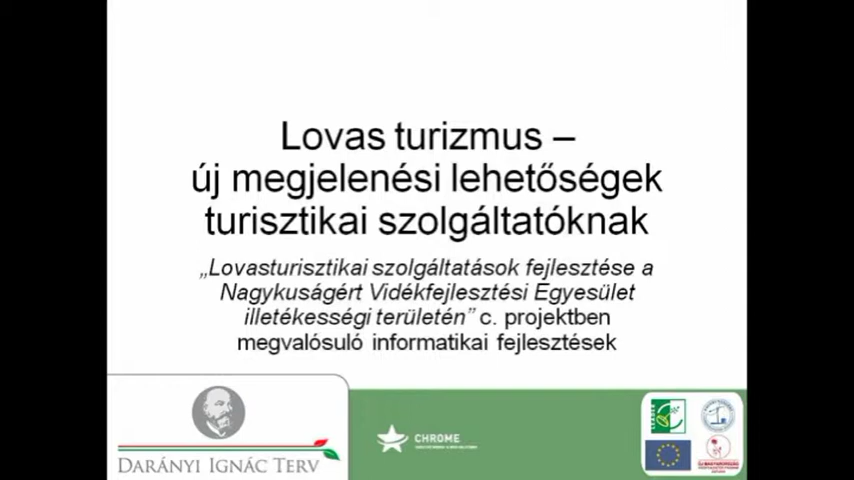 Lovas turizmus –
új megjelenési lehetőségek
turisztikai szolgáltatóknak
„Lovasturisztikai szolgáltatások fejlesztése a
Nagykuságért Vidékfejlesztési Egyesület
illetékességi területén” c. projektben
megvalósuló informatikai fejlesztések
DARÁNYI IGNÁC TERV
CHROME
LEADER